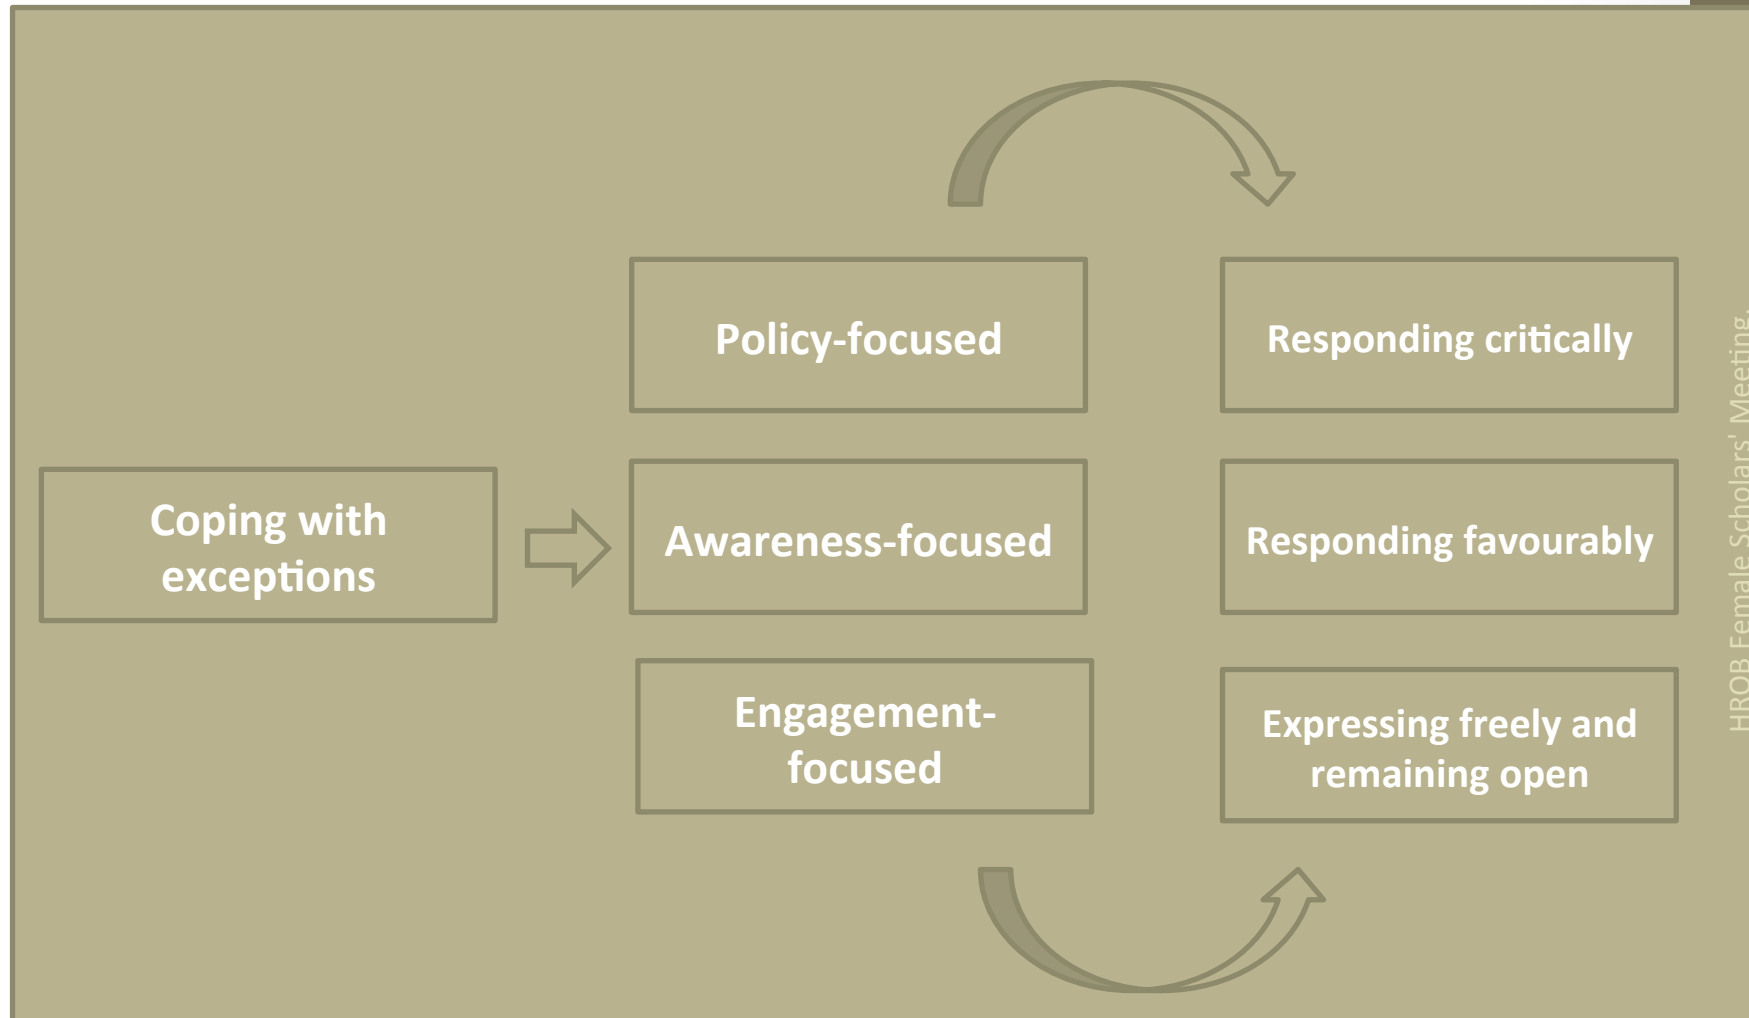 Policy-focused
Responding critically
Coping with
exceptions
Awareness-focused
Responding favourably
Engagement-
focused
Expressing freely and
remaining open
HROB Female Scholars' Meeting,